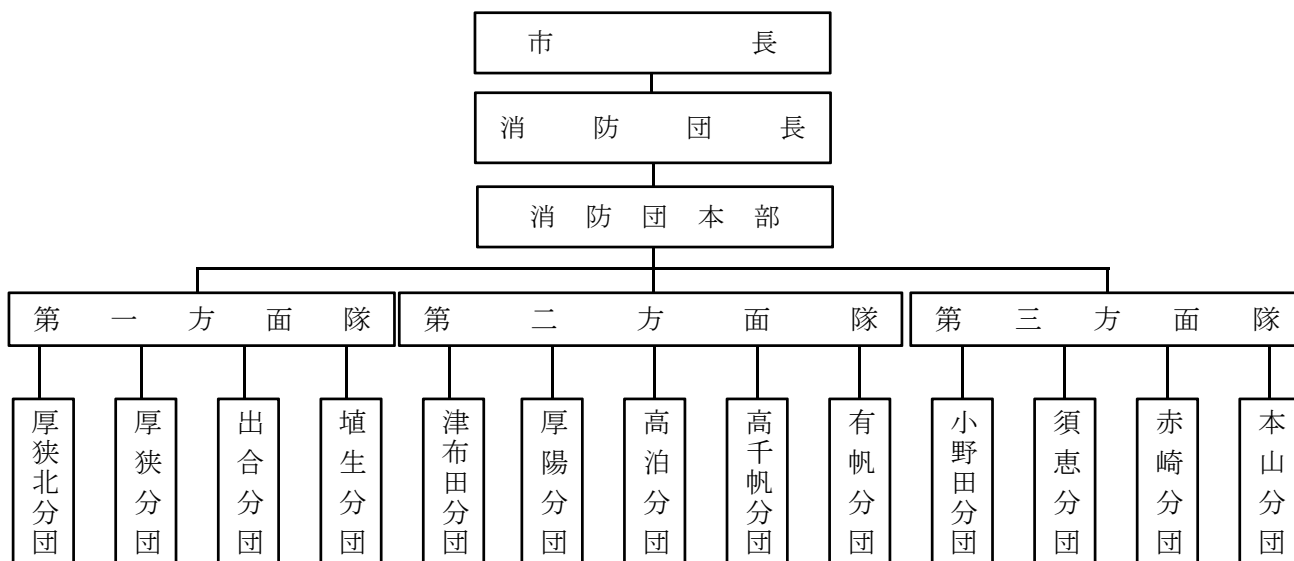 市長
消防団長
消防団本部
第一方面隊
第二方面隊
第三方面隊
厚狭北分団
厚狭分団
出合分団
埴生分団
津布田分団
厚陽分団
高泊分団
高千帆分団
有帆分団
小野田分団
須恵分団
赤崎分団
本山分団